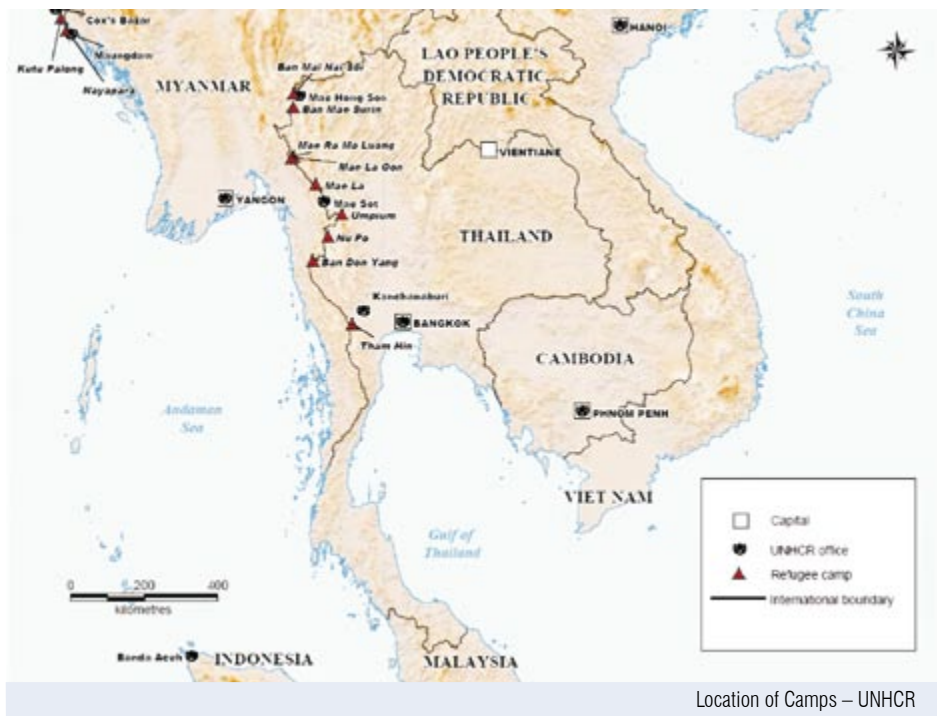 Cox's Bazar
HANOI
Maungdaw
Kutu Palong
Nayapara
MYANMAR
LAO PEOPLE'S
DEMOCRATIC
REPUBLIC
Ban Mai Nai Soi
Mae Hong Son
Ban Mae Surin
Mae Ra Ma Luang
Mae La Oon
VIENTIANE
Mae La
YANGON
Mae Sot
Umpium
Nu Po
THAILAND
Ban Don Yang
Kanchanaburi
BANGKOK
Tham Hin
South
China
Sea
CAMBODIA
Andaman
Sea
PHNOM PENH
VIET NAM
Gulf of
Thailand
Capital
UNHCR office
Refugee camp
International boundary
0 200 400
kilometres
Banda Aceh
INDONESIA
MALAYSIA
Location of Camps – UNHCR